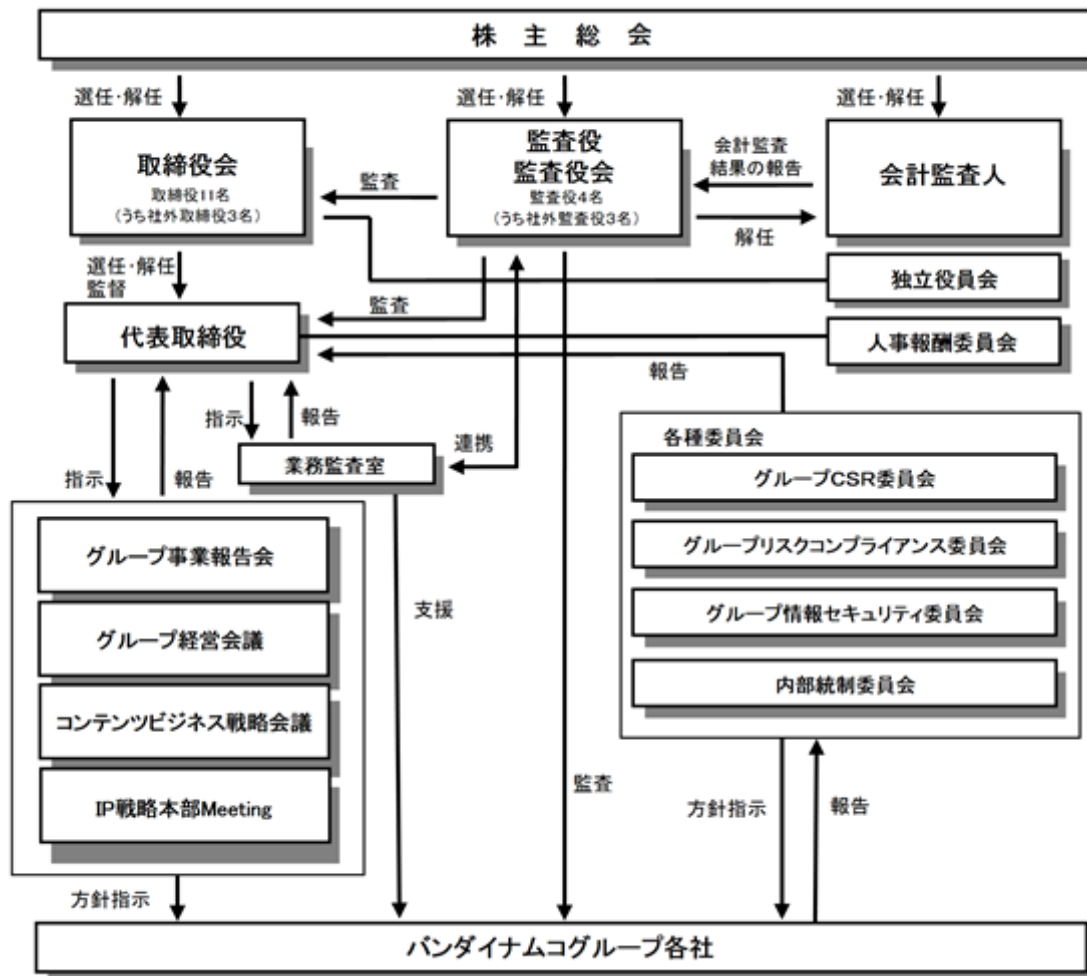 株主総会
選任・解任
選任・解任
選任・解任
取締役会
取締役11名
(うち社外取締役3名)
監査
監査役
監査役会
監査役4名
(うち社外監査役3名)
会計監査
結果の報告
解任
会計監査人
選任・解任
監督
独立役員会
監査
代表取締役
人事報酬委員会
報告
指示
報告
連携
業務監査室
指示
報告
各種委員会
グループCSR委員会
グループリスクコンプライアンス委員会
グループ情報セキュリティ委員会
内部統制委員会
グループ事業報告会
グループ経営会議
コンテンツビジネス戦略会議
IP戦略本部Meeting
支援
監査
方針指示
報告
方針指示
バンダイナムコグループ各社